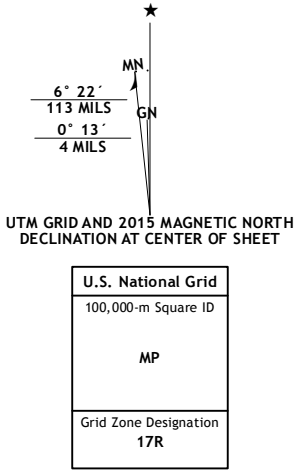 ★
MN
6° 22´
113 MILS
GN
0° 13´
4 MILS
UTM GRID AND 2015 MAGNETIC NORTH
DECLINATION AT CENTER OF SHEET
U.S. National Grid
100,000-m Square ID
MP
Grid Zone Designation
17R